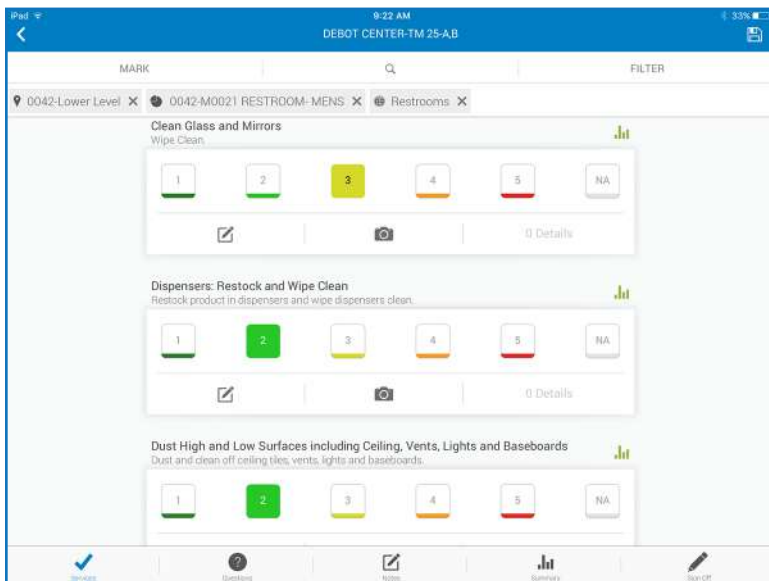 iPad 9:22 AM 33%
DEBOT CENTER-TM 25-A,B
MARK FILTER
0042-Lower Level 0042-M0021 RESTROOM- MENS Restrooms
Clean Glass and Mirrors
Wipe Clean.
1 2 3 4 5 NA
0 Details
Dispensers: Restock and Wipe Clean
Restock product in dispensers and wipe dispensers clean.
1 2 3 4 5 NA
0 Details
Dust High and Low Surfaces including Ceiling, Vents, Lights and Baseboards
Dust and clean off ceiling tiles, vents, lights and baseboards.
1 2 3 4 5 NA
Services Questions Notes Summary Sign Off